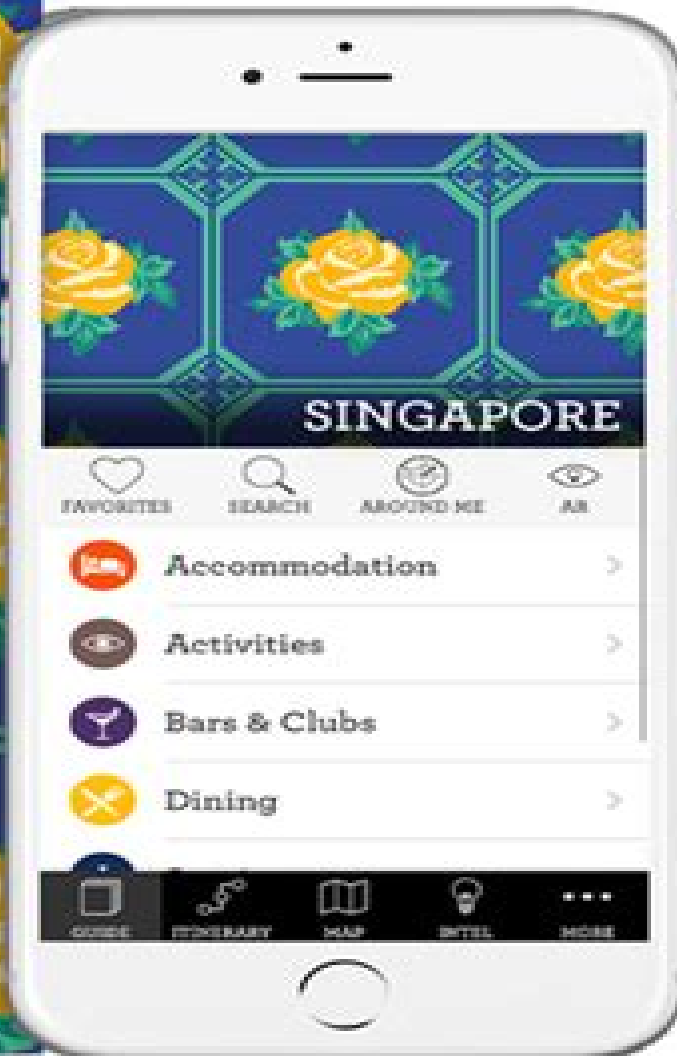 SINGAPORE
FAVORITES SEARCH AROUND ME AR
Accommodation
Activities
Bars & Clubs
Dining
GUIDE ITINERARY MAP INTEL MORE